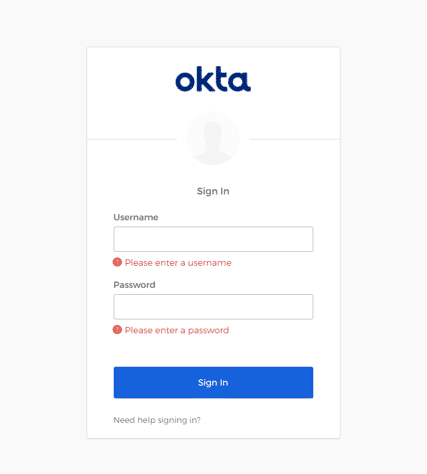 okta
Sign In
Username
Please enter a username
Password
Please enter a password
Sign In
Need help signing in?